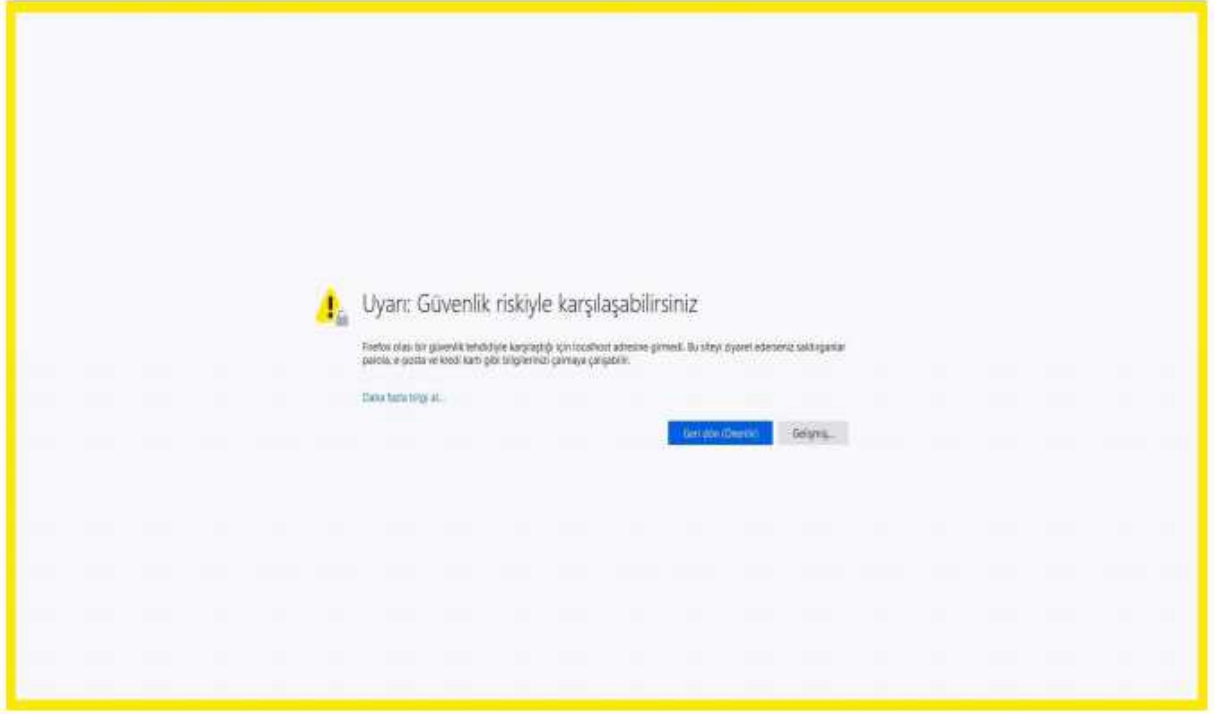 Uyarı: Güvenlik riskiyle karşılaşabilirsiniz
Firefox olası bir güvenlik tehdidiyle karşılaştığı için localhost adresine girmedi. Bu siteyi ziyaret ederseniz saldırganlar
parola, e-posta ve kredi kartı gibi bilgilerinizi çalmaya çalışabilir.
Daha fazla bilgi al...
Geri dön (Önerilir)
Gelişmiş...